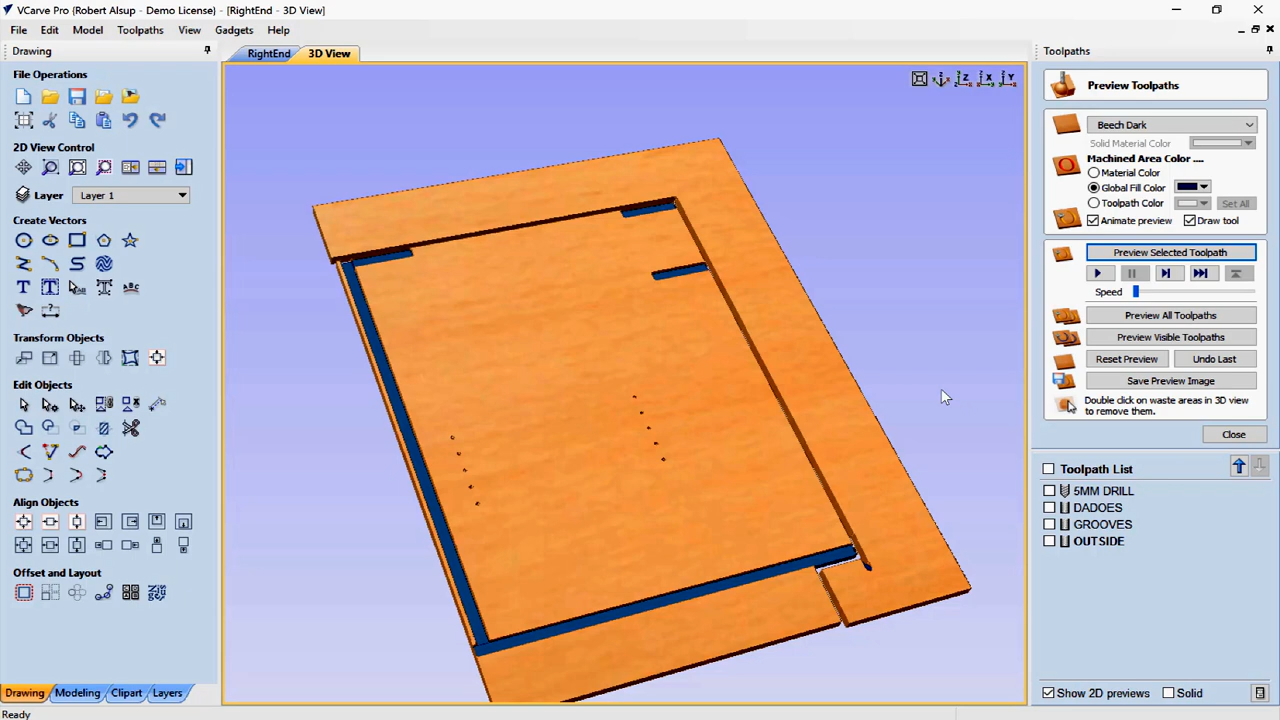 VCarve Pro {Robert Alsup - Demo License} - [RightEnd - 3D View]
File Edit Model Toolpaths View Gadgets Help
Drawing
File Operations
2D View Control
Layer Layer 1
Create Vectors
Transform Objects
Edit Objects
Align Objects
Offset and Layout
Drawing Modeling Clipart Layers
Ready
RightEnd 3D View
Toolpaths
Preview Toolpaths
Beech Dark
Solid Material Color
Machined Area Color ....
Material Color
Global Fill Color
Toolpath Color Set All
Animate preview Draw tool
Preview Selected Toolpath
Speed
Preview All Toolpaths
Preview Visible Toolpaths
Reset Preview Undo Last
Save Preview Image
Double click on waste areas in 3D view
to remove them.
Close
Toolpath List
5MM DRILL
DADOES
GROOVES
OUTSIDE
Show 2D previews Solid